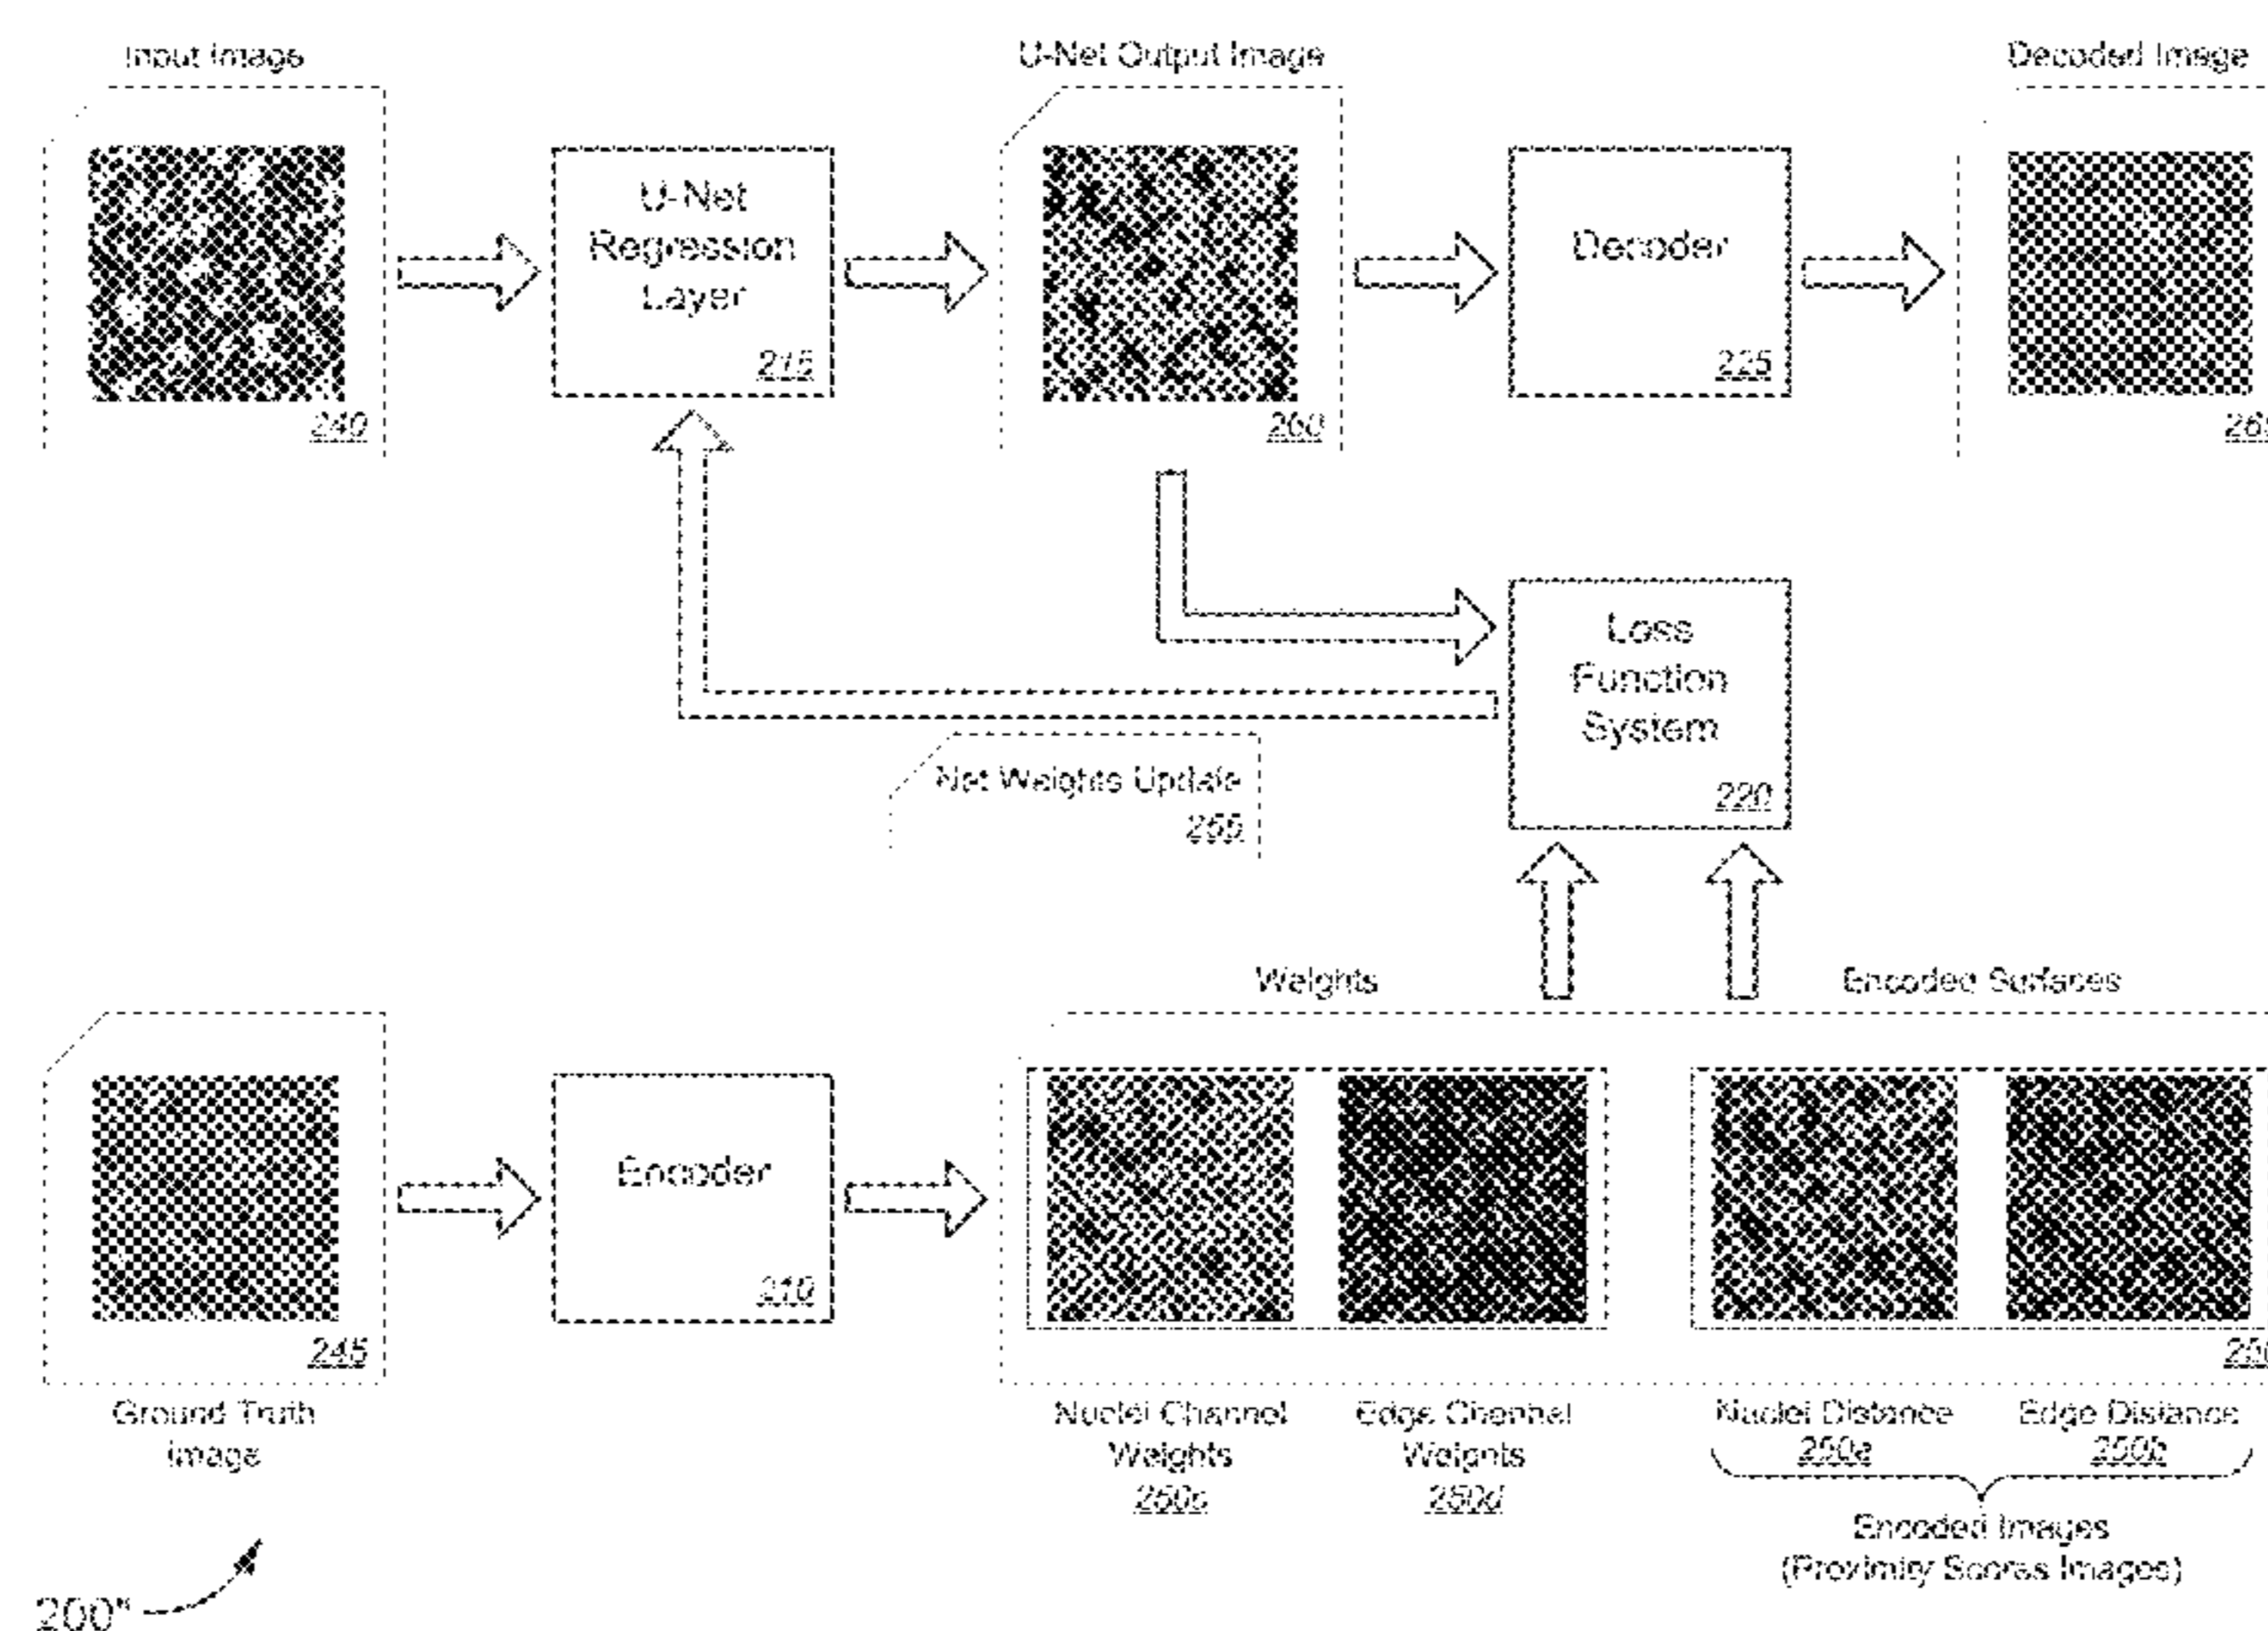 Input Image
U-Net Output Image
Decoded Image
U-Net
Regression
Layer
215
Decoder
225
240
260
Loss
Function
System
220
Net Weights Update
255
Weights
Encoded Surfaces
Encoder
210
245
Ground Truth
Image
Nuclei Channel
Weights
250c
Edge Channel
Weights
250d
Nuclei Distance
250a
Edge Distance
250b
Encoded Images
(Proximity Scores Images)
200"